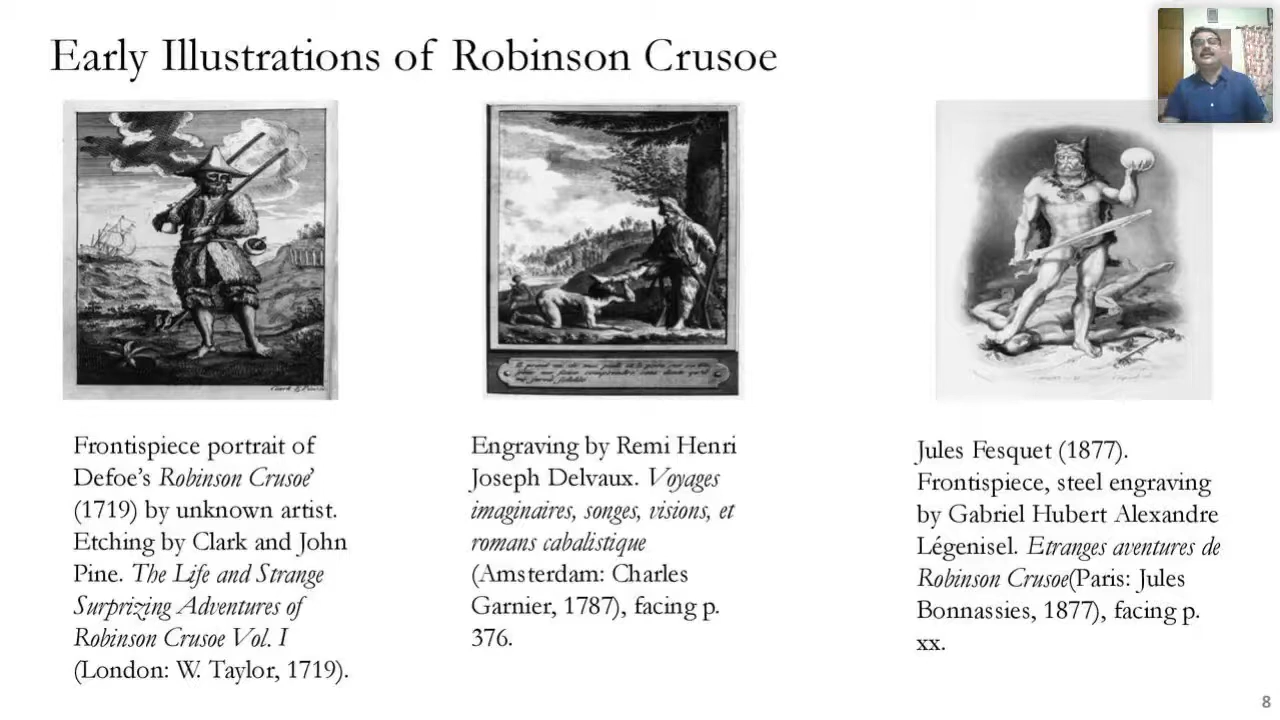 Early Illustrations of Robinson Crusoe
Clark & Pine
Frontispiece portrait of
Defoe’s Robinson Crusoe’
(1719) by unknown artist.
Etching by Clark and John
Pine. The Life and Strange
Surprizing Adventures of
Robinson Crusoe Vol. I
(London: W. Taylor, 1719).
Engraving by Remi Henri
Joseph Delvaux. Voyages
imaginaires, songes, visions, et
romans cabalistique
(Amsterdam: Charles
Garnier, 1787), facing p.
376.
Jules Fesquet (1877).
Frontispiece, steel engraving
by Gabriel Hubert Alexandre
Légenisel. Etranges aventures de
Robinson Crusoe(Paris: Jules
Bonnassies, 1877), facing p.
xx.
8